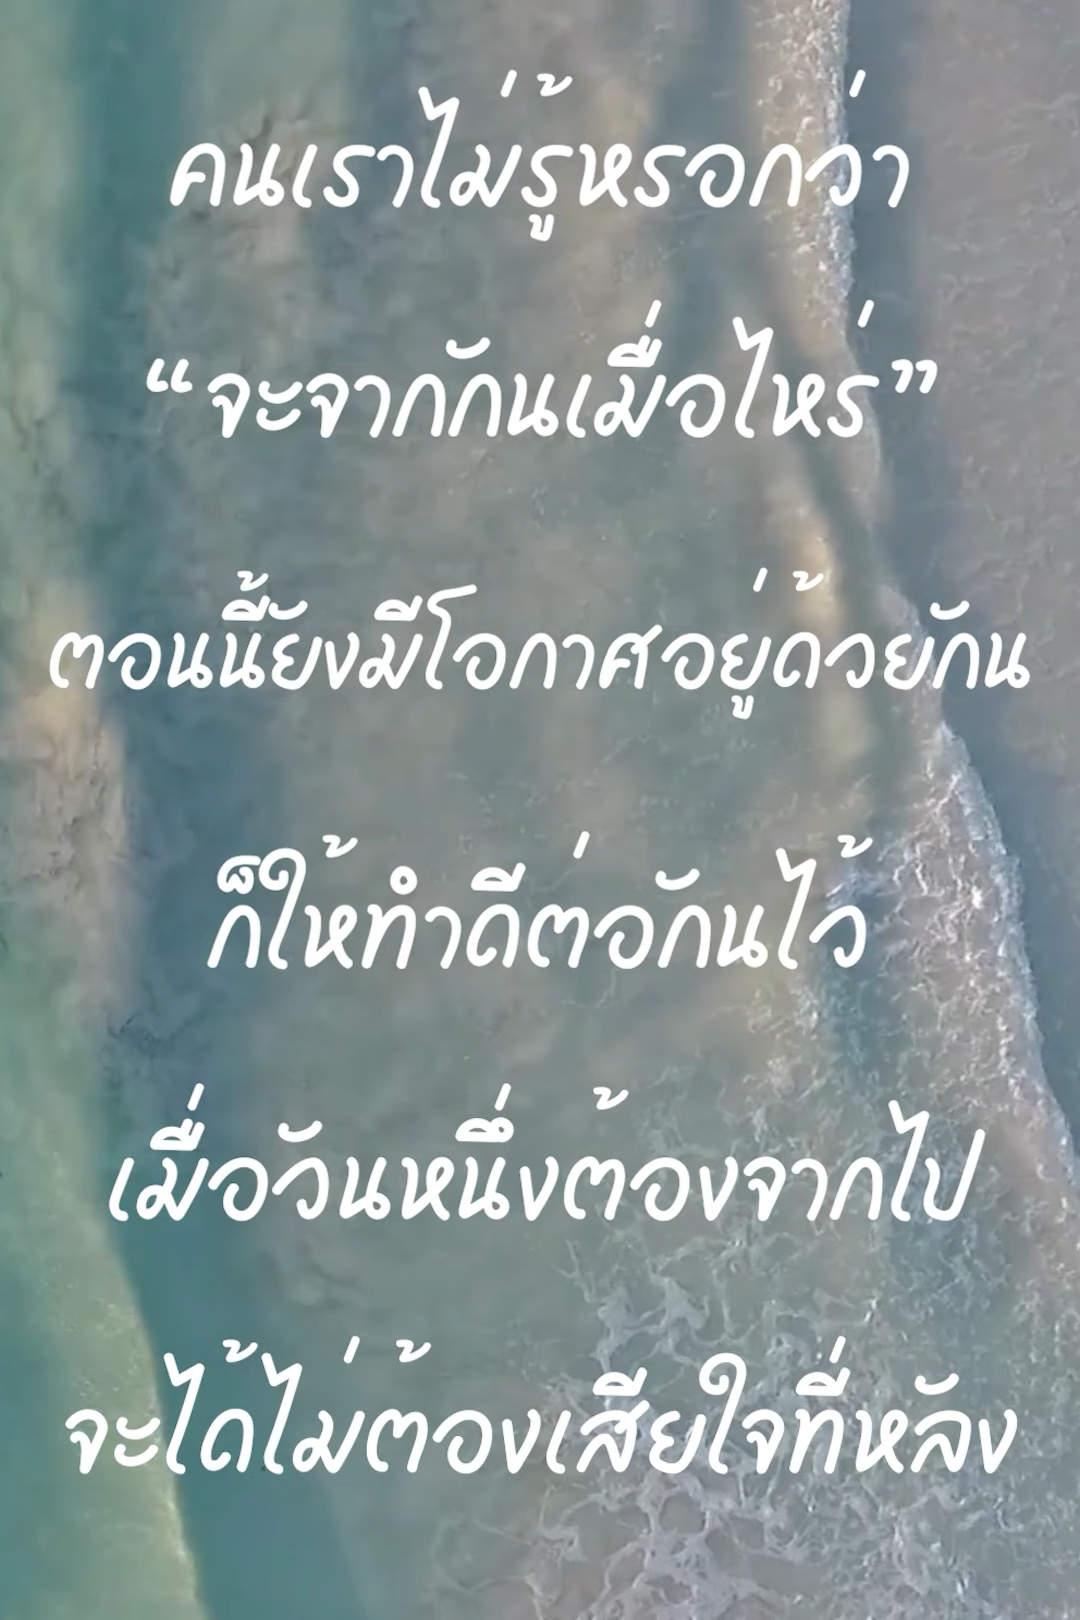 คนเราไม่รู้หรอกว่า
“จะจากกันเมื่อไหร่”
ตอนนี้ยังมีโอกาศอยู่ด้วยกัน
ก็ให้ทำดีต่อกันไว้
เมื่อวันหนึ่งต้องจากไป
จะได้ไม่ต้องเสียใจที่หลัง